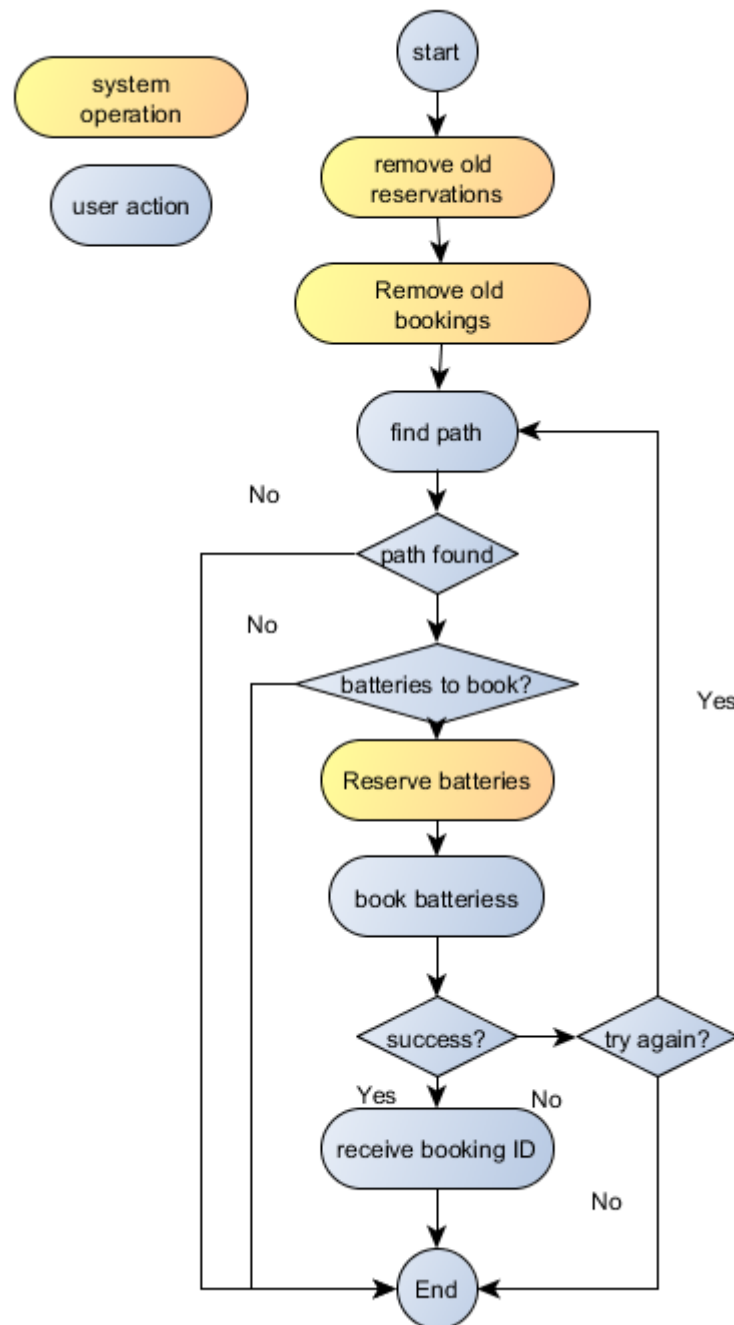 start
system
operation
remove old
reservations
user action
Remove old
bookings
find path
No
path found
No
batteries to book?
Yes
Reserve batteries
book batteriess
success?
try again?
Yes
No
receive booking ID
No
End